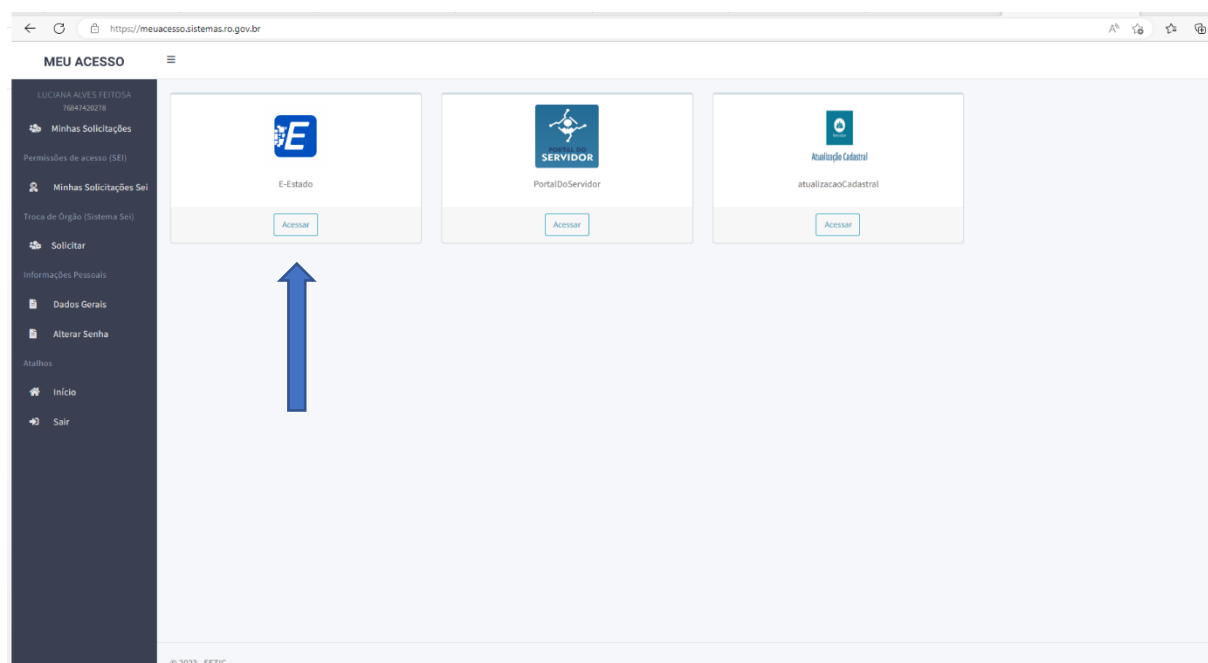 https://meuacesso.sistemas.ro.gov.br
MEU ACESSO
LUCIANA ALVES FEITOSA
76847420278
Minhas Solicitações
Permissões de acesso (SEI)
Minhas Solicitações Sei
Troca de Órgão (Sistema Sei)
Solicitar
Informações Pessoais
Dados Gerais
Alterar Senha
Atalhos
Início
Sair
E
E-Estado
Acessar
PORTAL DO
SERVIDOR
PortalDoServidor
Acessar
Atualização Cadastral
atualizacaoCadastral
Acessar
© 2023 - SETIC